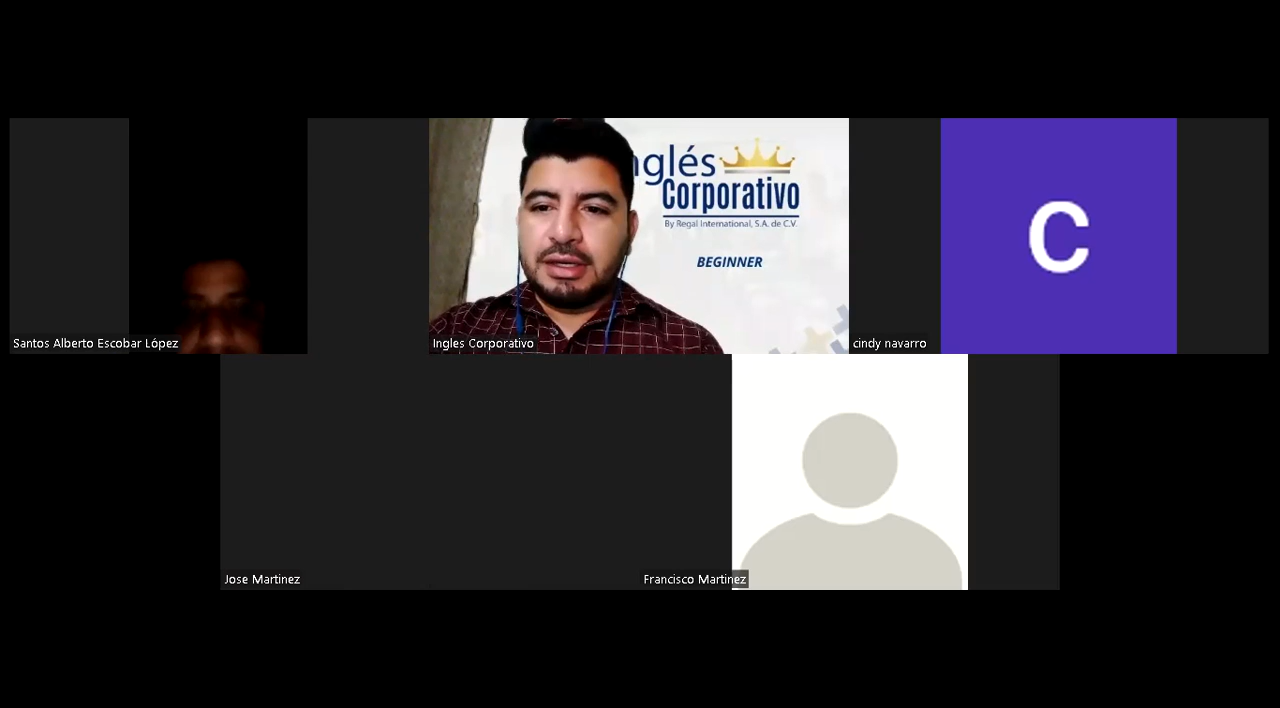 nglés
Corporativo
By Regal International, S.A. de C.V.
BEGINNER
Santos Alberto Escobar López
Ingles Corporativo
cindy navarro
C
Jose Martinez
Francisco Martinez